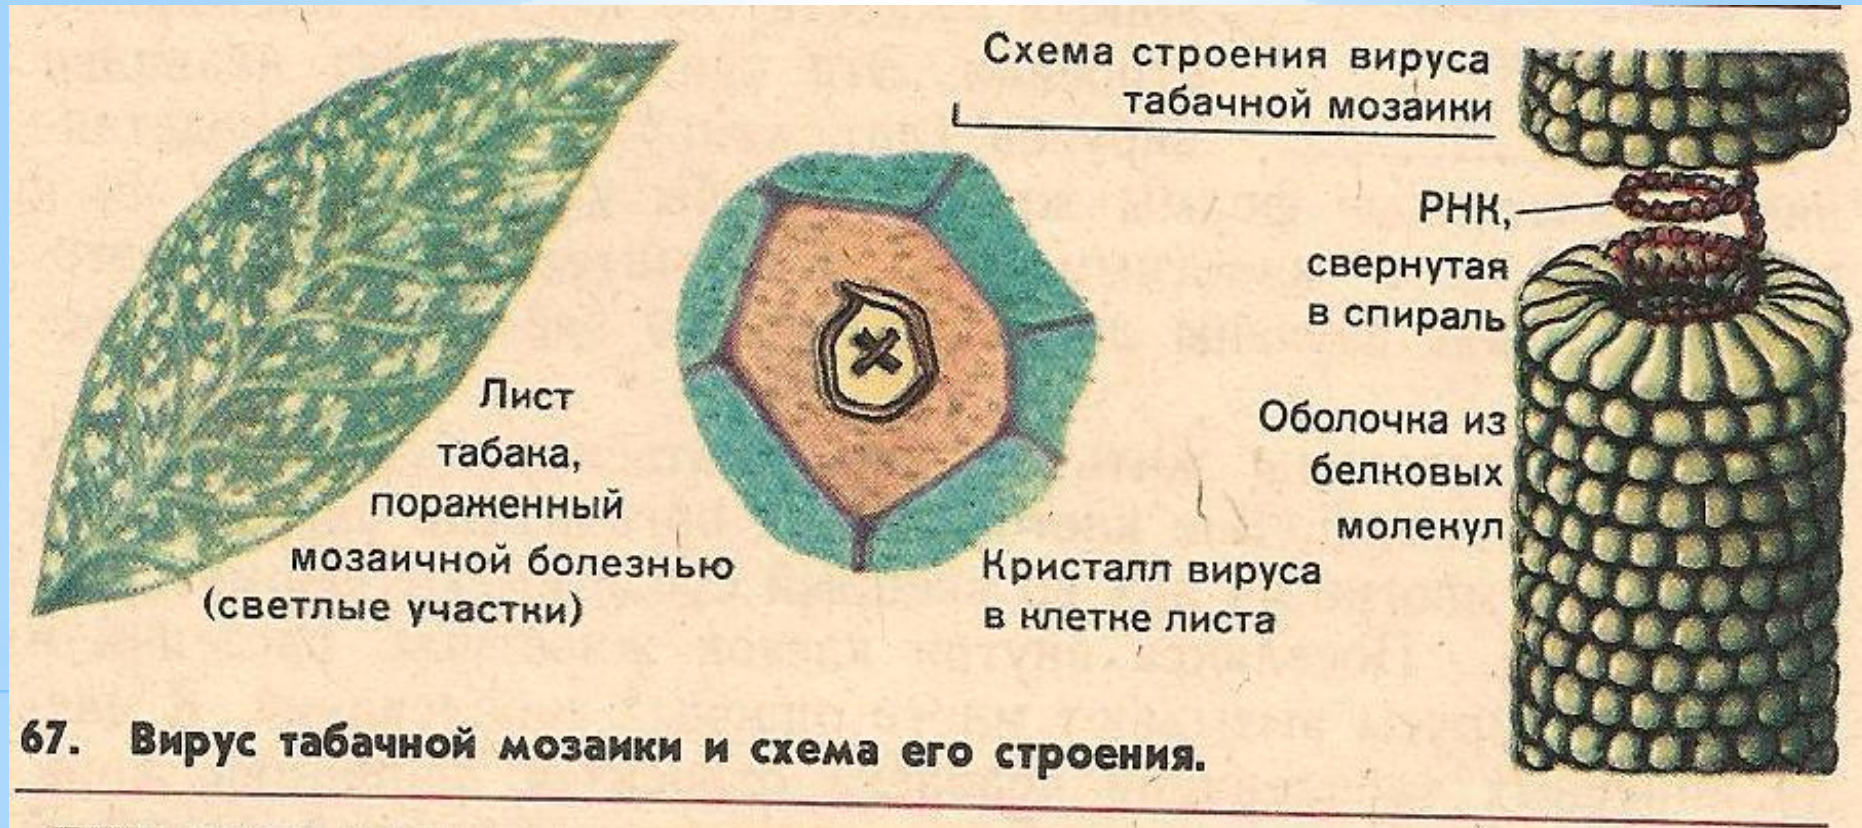 Схема строения вируса
табачной мозаики
РНК,
свернутая
в спираль
Оболочка из
белковых
молекул
Лист
табака,
пораженный
мозаичной болезнью
(светлые участки)
Кристалл вируса
в клетке листа
67. Вирус табачной мозаики и схема его строения.